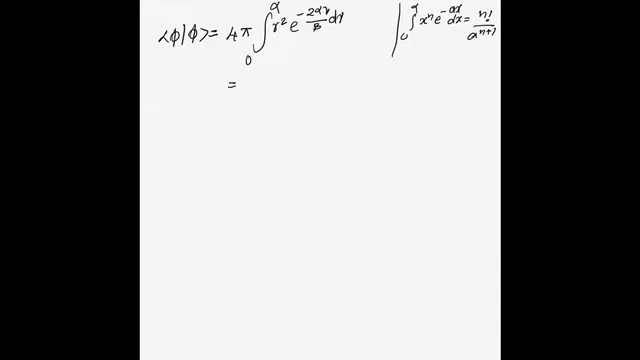 <φ|φ> = 4π ∫₀^α r² e^(-2αr/β) dr | ∫₀^α xⁿ e^(-ax) dx = n!/a^(n+1)
=